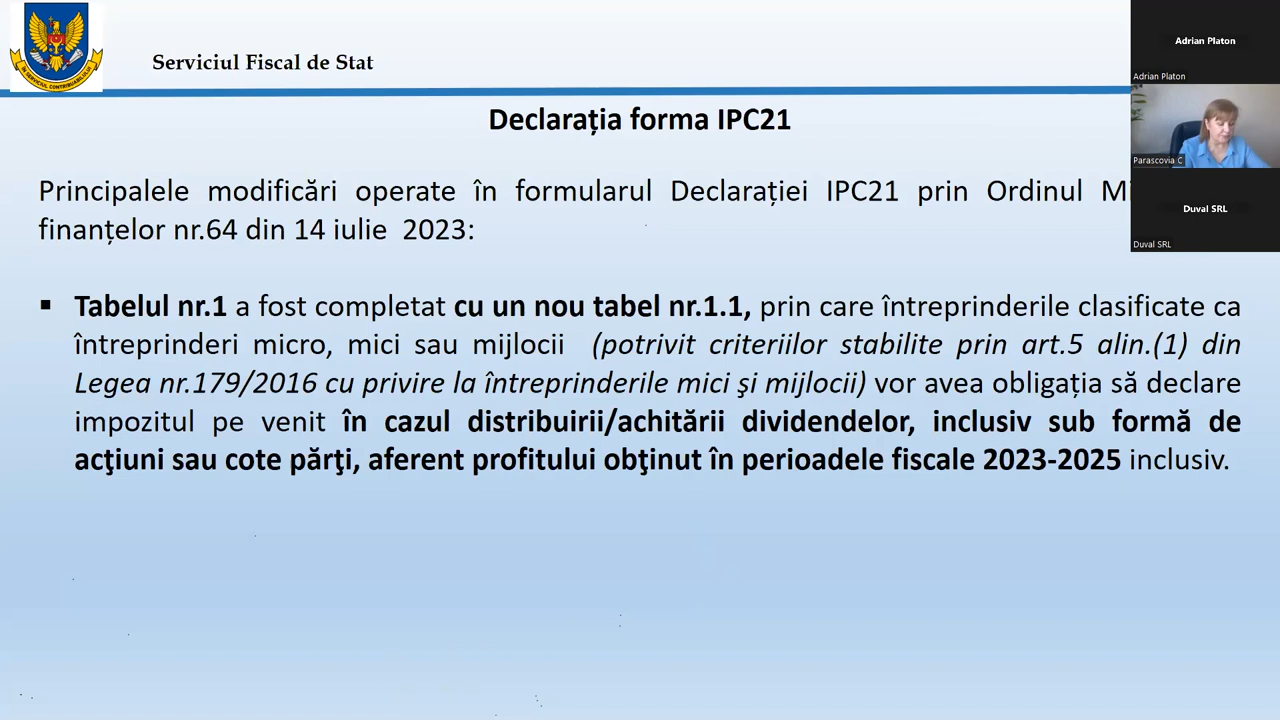 Serviciul Fiscal de Stat
Declarația forma IPC21
Principalele modificări operate în formularul Declarației IPC21 prin Ordinul
finanțelor nr.64 din 14 iulie 2023:
▪ Tabelul nr.1 a fost completat cu un nou tabel nr.1.1, prin care întreprinderile clasificate ca
întreprinderi micro, mici sau mijlocii (potrivit criteriilor stabilite prin art.5 alin.(1) din
Legea nr.179/2016 cu privire la întreprinderile mici şi mijlocii) vor avea obligația să declare
impozitul pe venit în cazul distribuirii/achitării dividendelor, inclusiv sub formă de
acţiuni sau cote părţi, aferent profitului obţinut în perioadele fiscale 2023-2025 inclusiv.
Adrian Platon
Adrian Platon
Parascovia C
Duval SRL
Duval SRL